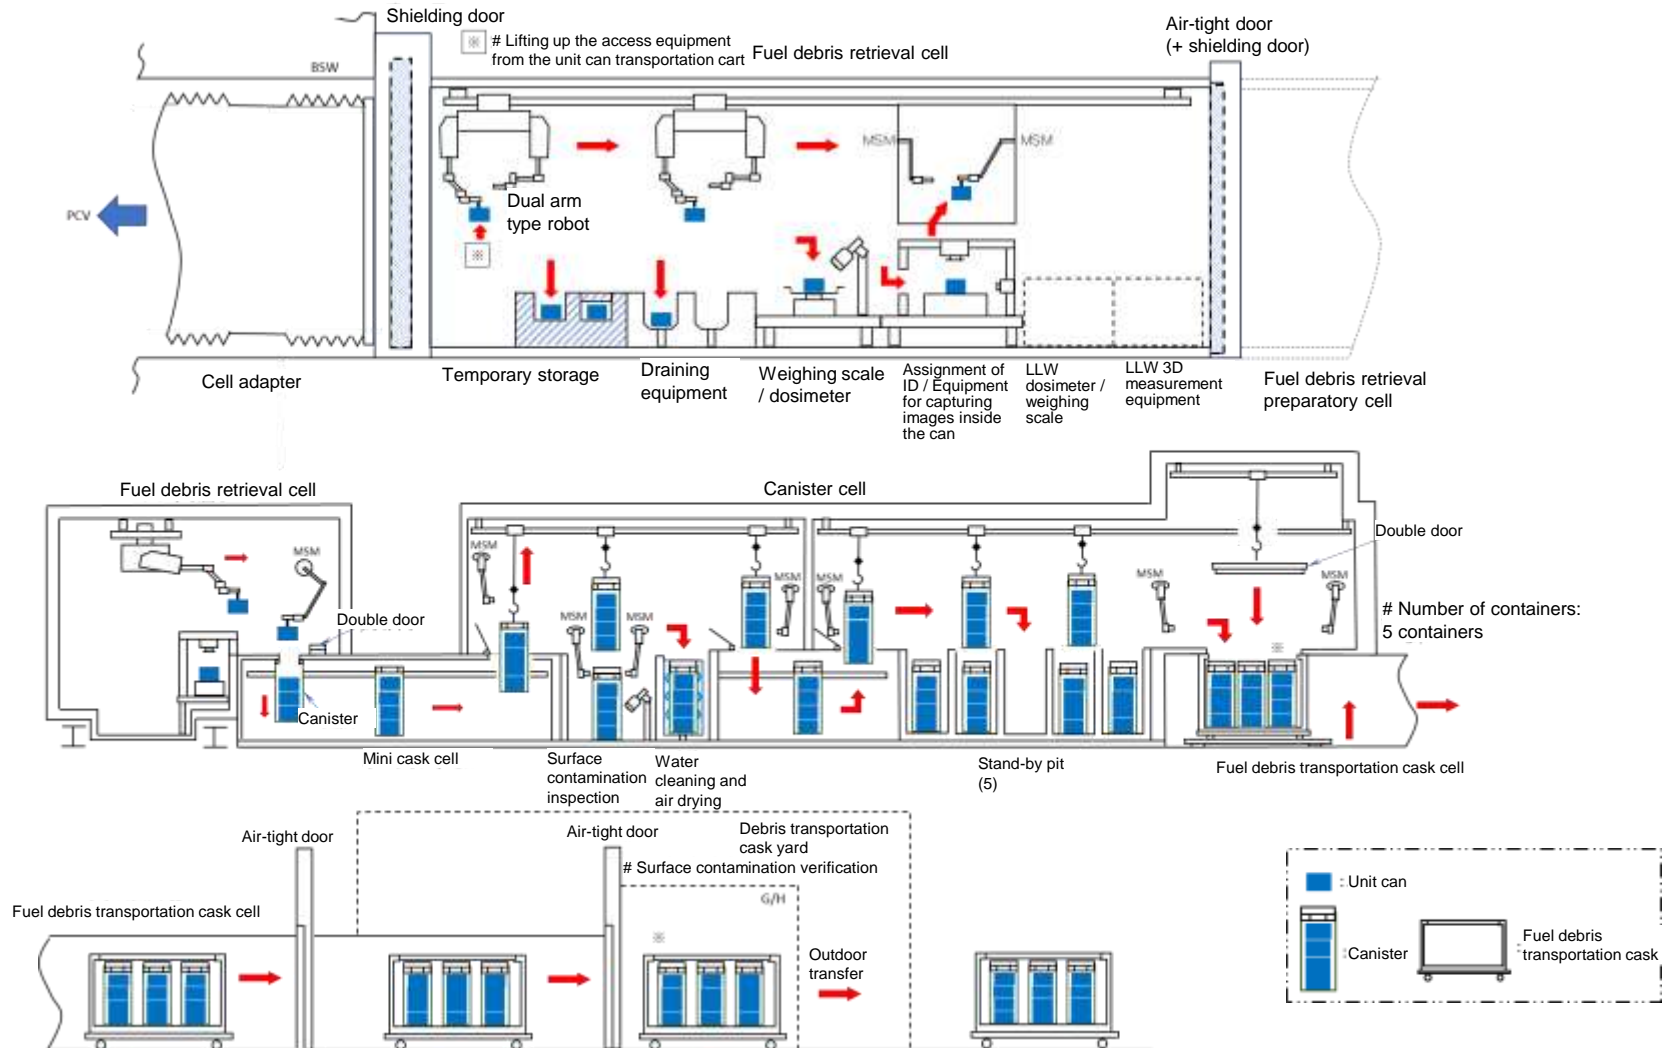 Shielding door
※ # Lifting up the access equipment
from the unit can transportation cart
Fuel debris retrieval cell
Air-tight door
(+ shielding door)
BSW
MSM
MSM
PCV
Dual arm
type robot
※
Cell adapter
Temporary storage
Draining
equipment
Weighing scale
/ dosimeter
Assignment of
ID / Equipment
for capturing
images inside
the can
LLW
dosimeter /
weighing
scale
LLW 3D
measurement
equipment
Fuel debris retrieval
preparatory cell
Fuel debris retrieval cell
Canister cell
Double door
MSM
MSM
MSM
MSM
MSM
MSM
MSM
MSM
Double door
# Number of containers:
5 containers
※
Canister
Mini cask cell
Surface
contamination
inspection
Water
cleaning and
air drying
Stand-by pit
(5)
Fuel debris transportation cask cell
Air-tight door
Air-tight door
Debris transportation
cask yard
# Surface contamination verification
Fuel debris transportation cask cell
G/H
※
Outdoor
transfer
: Unit can
: Canister
: Fuel debris
transportation cask